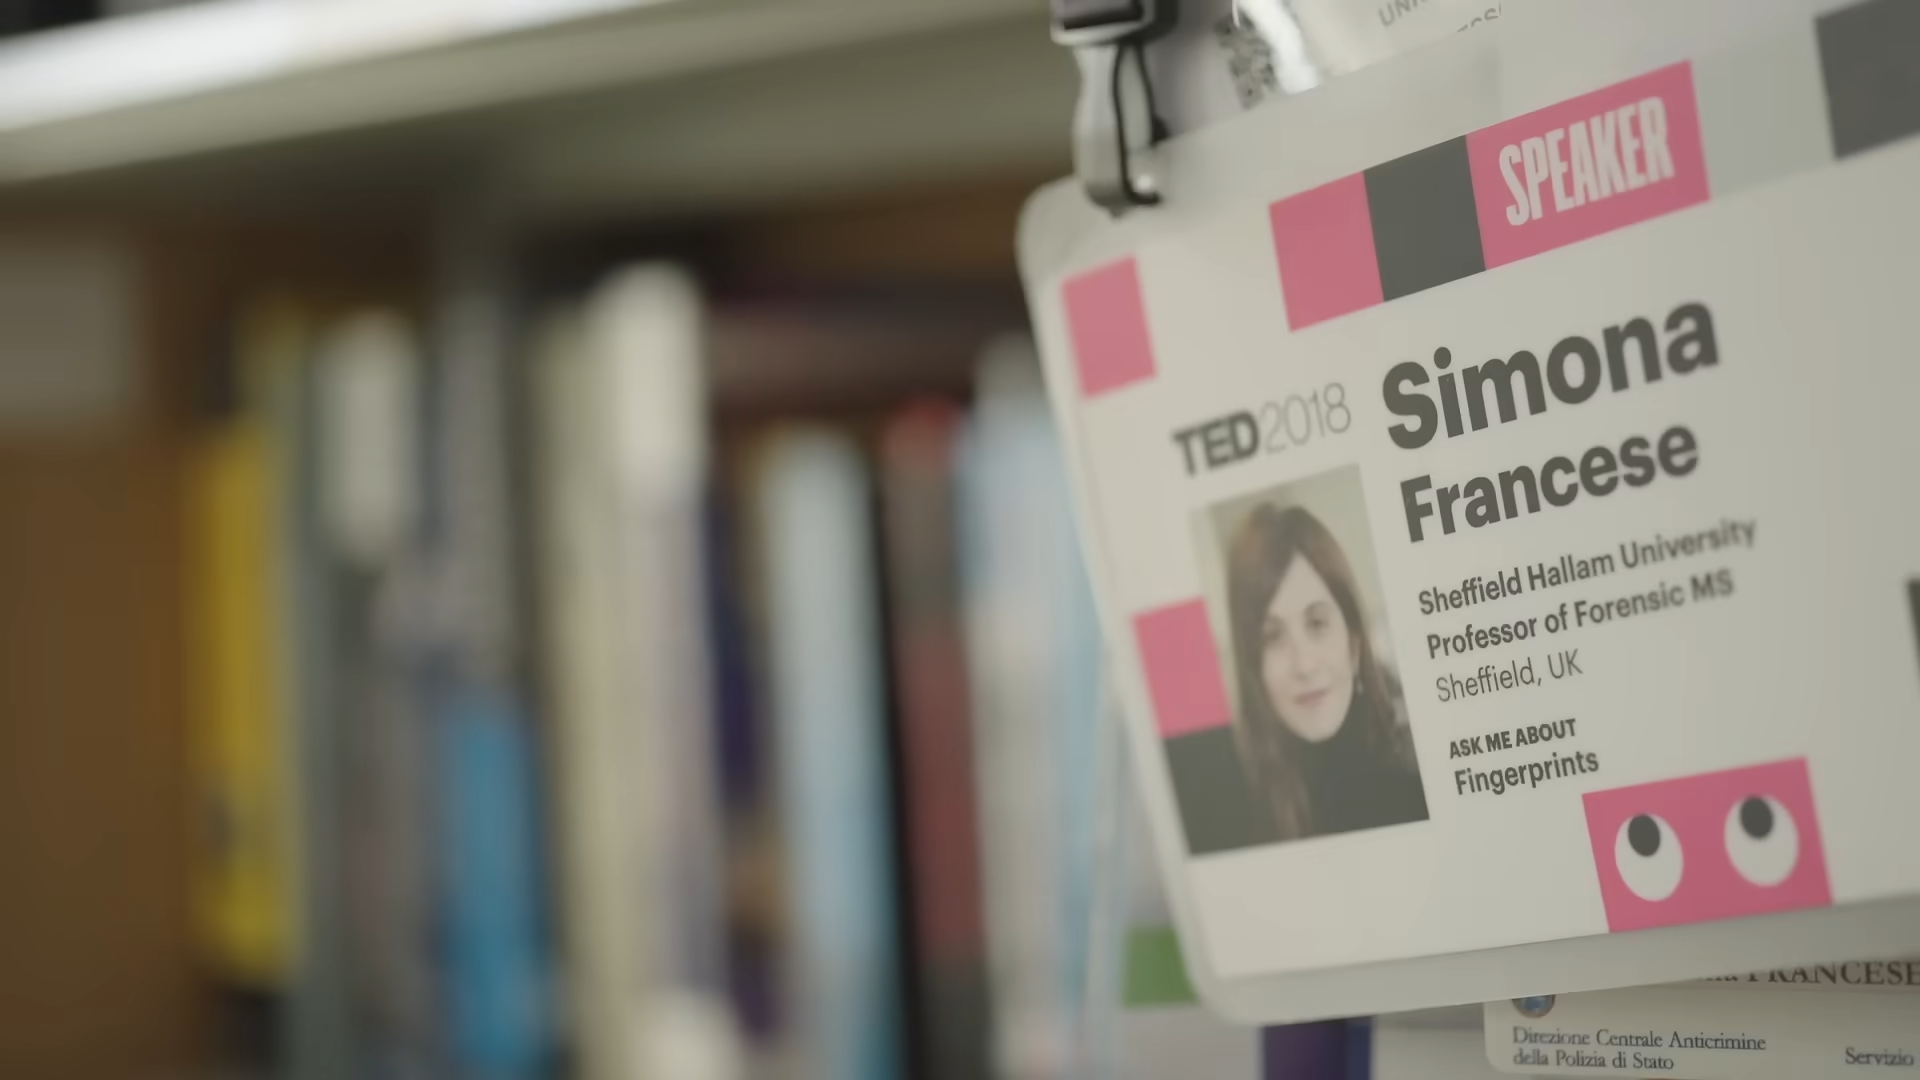 SPEAKER
TED2018
Simona
Francese
Sheffield Hallam University
Professor of Forensic MS
Sheffield, UK
ASK ME ABOUT
Fingerprints
FRANCESE
Direzione Centrale Anticrimine
della Polizia di Stato
Servizio